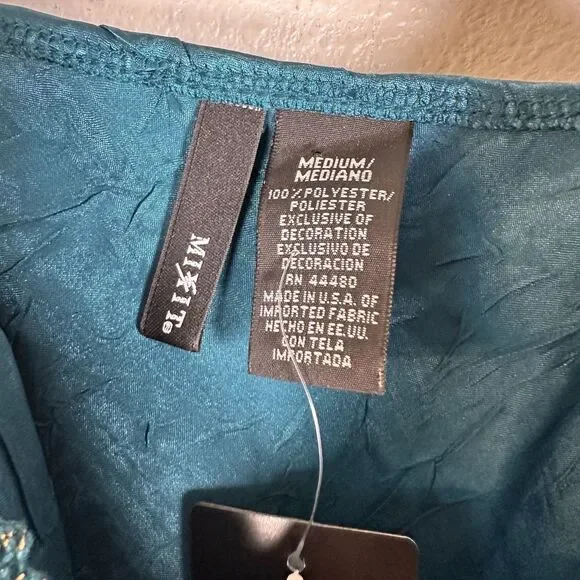 MIXIT®
MEDIUM/
MEDIANO
100% POLYESTER/
POLIESTER
EXCLUSIVE OF
DECORATION
EXCLUSIVO DE
DECORACION
RN 44480
MADE IN U.S.A. OF
IMPORTED FABRIC
HECHO EN EE.UU.
CON TELA
IMPORTADA